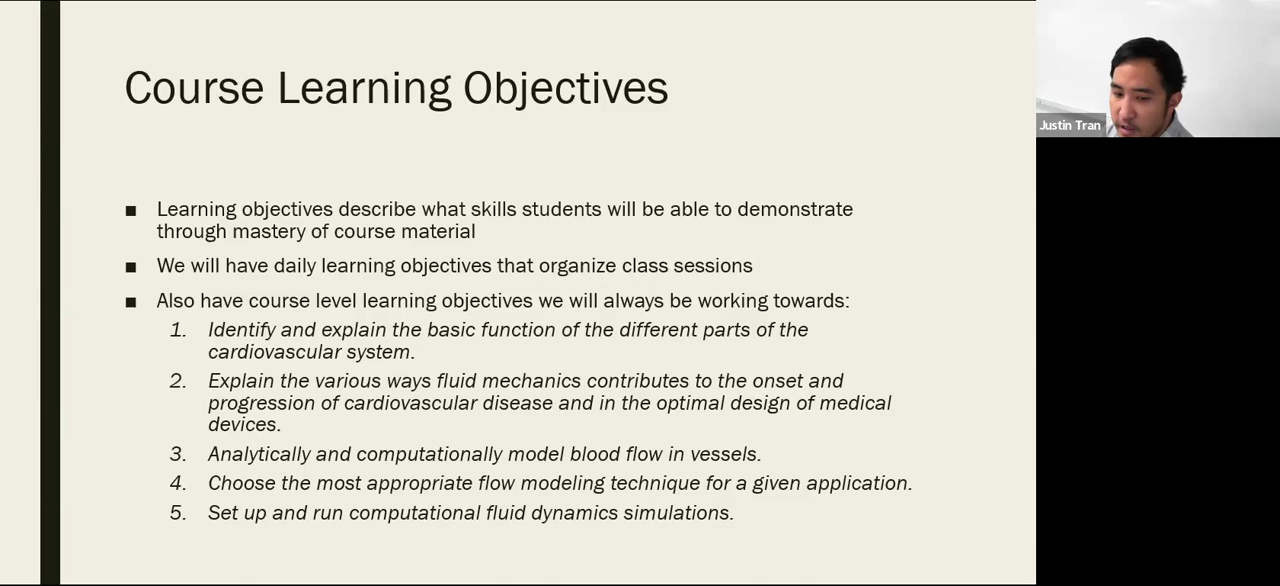 Course Learning Objectives
Justin Tran
■ Learning objectives describe what skills students will be able to demonstrate
through mastery of course material
■ We will have daily learning objectives that organize class sessions
■ Also have course level learning objectives we will always be working towards:
1. Identify and explain the basic function of the different parts of the
cardiovascular system.
2. Explain the various ways fluid mechanics contributes to the onset and
progression of cardiovascular disease and in the optimal design of medical
devices.
3. Analytically and computationally model blood flow in vessels.
4. Choose the most appropriate flow modeling technique for a given application.
5. Set up and run computational fluid dynamics simulations.